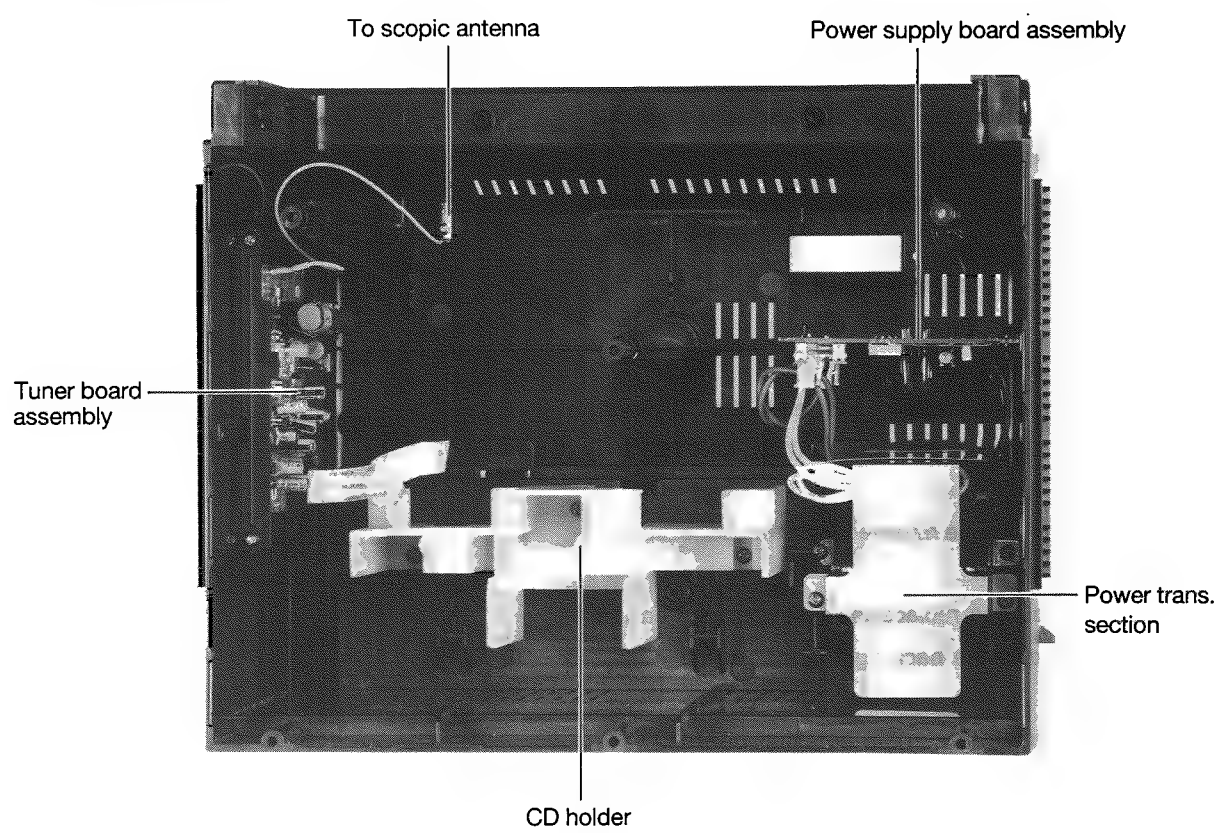 To scopic antenna
Power supply board assembly
Tuner board
assembly
Power trans.
section
CD holder